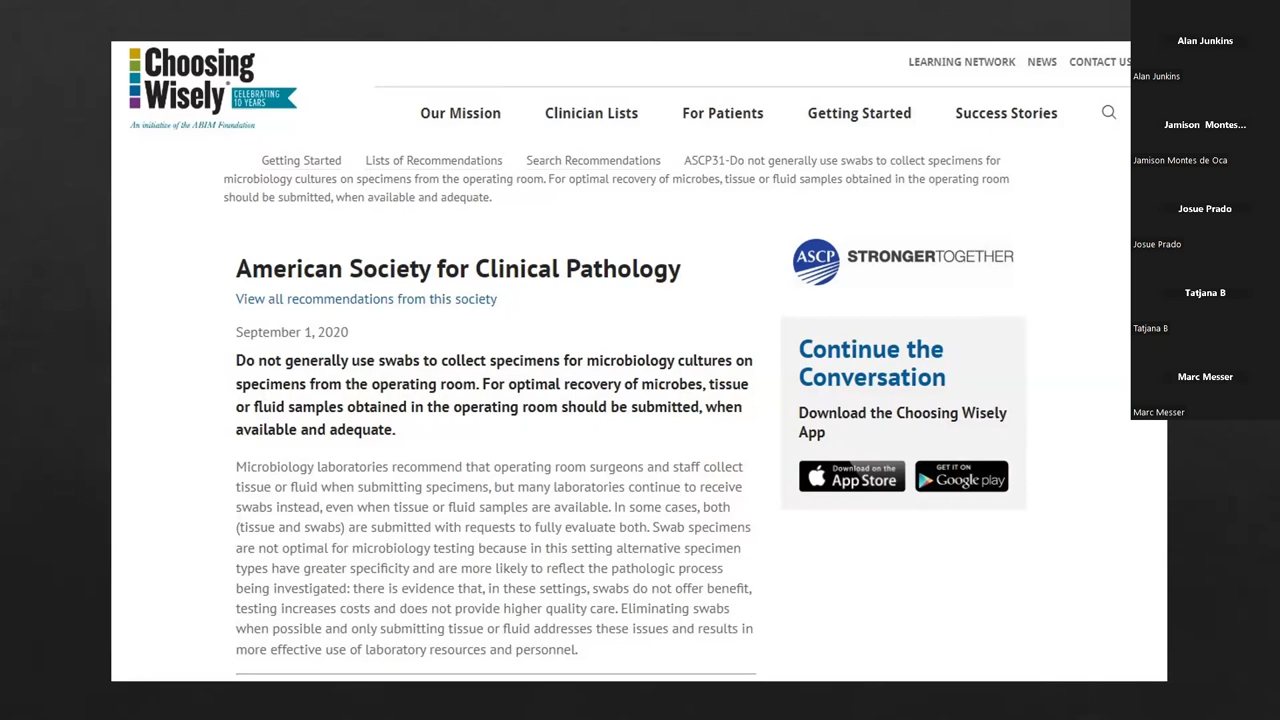 Choosing
Wisely
CELEBRATING
10 YEARS
An initiative of the ABIM Foundation
LEARNING NETWORK NEWS CONTACT US
Our Mission Clinician Lists For Patients Getting Started Success Stories
Getting Started Lists of Recommendations Search Recommendations ASCP31-Do not generally use swabs to collect specimens for
microbiology cultures on specimens from the operating room. For optimal recovery of microbes, tissue or fluid samples obtained in the operating room
should be submitted, when available and adequate.
American Society for Clinical Pathology
View all recommendations from this society
September 1, 2020
Do not generally use swabs to collect specimens for microbiology cultures on
specimens from the operating room. For optimal recovery of microbes, tissue
or fluid samples obtained in the operating room should be submitted, when
available and adequate.
Microbiology laboratories recommend that operating room surgeons and staff collect
tissue or fluid when submitting specimens, but many laboratories continue to receive
swabs instead, even when tissue or fluid samples are available. In some cases, both
(tissue and swabs) are submitted with requests to fully evaluate both. Swab specimens
are not optimal for microbiology testing because in this setting alternative specimen
types have greater specificity and are more likely to reflect the pathologic process
being investigated: there is evidence that, in these settings, swabs do not offer benefit,
testing increases costs and does not provide higher quality care. Eliminating swabs
when possible and only submitting tissue or fluid addresses these issues and results in
more effective use of laboratory resources and personnel.
ASCP STRONGERTOGETHER
Continue the
Conversation
Download the Choosing Wisely
App
Download on the
App Store
GET IT ON
Google play
Alan Junkins
Alan Junkins
Jamison Montes...
Jamison Montes de Oca
Josue Prado
Josue Prado
Tatjana B
Tatjana B
Marc Messer
Marc Messer